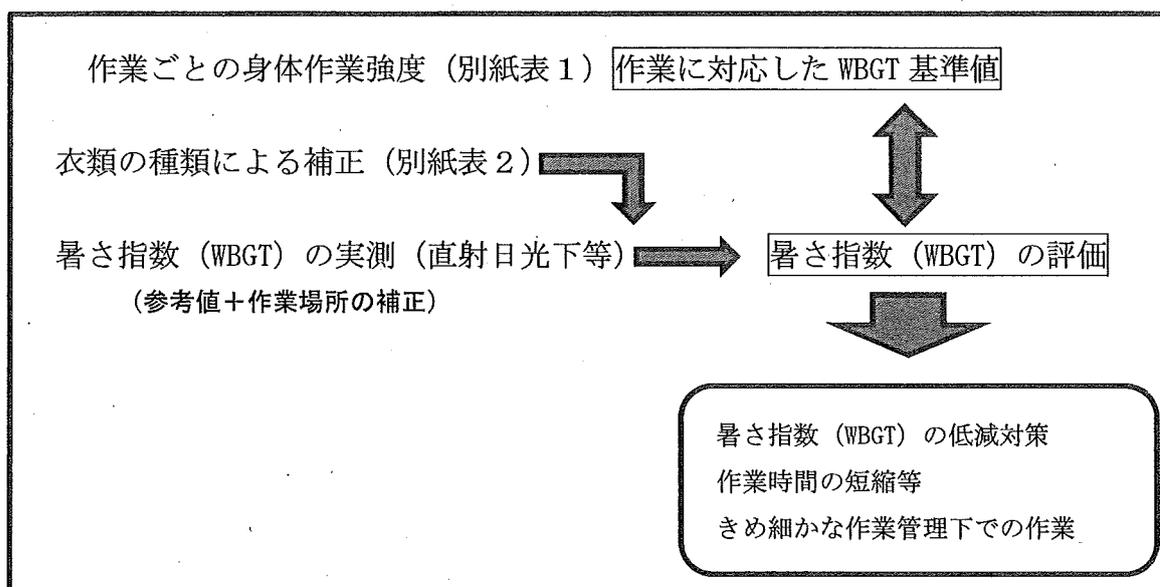 作業ごとの身体作業強度（別紙表１）作業に対応した WBGT 基準値
衣類の種類による補正（別紙表２）
暑さ指数（WBGT）の実測（直射日光下等）
暑さ指数（WBGT）の評価
（参考値＋作業場所の補正）
暑さ指数（WBGT）の低減対策
作業時間の短縮等
きめ細かな作業管理下での作業